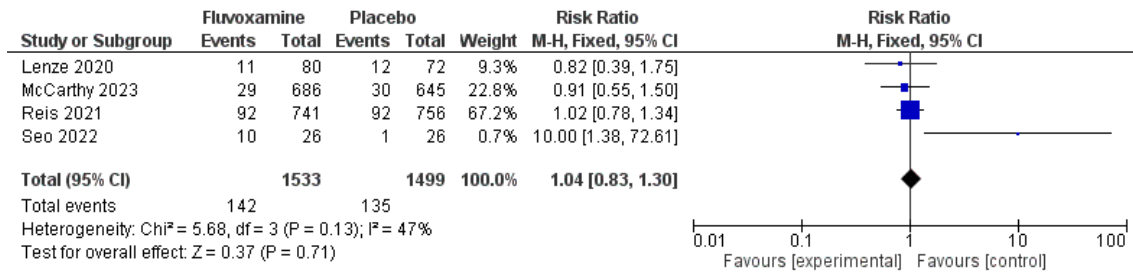 Fluvoxamine Placebo Risk Ratio Risk Ratio
Study or Subgroup Events Total Events Total Weight M-H, Fixed, 95% CI M-H, Fixed, 95% CI
Lenze 2020 11 80 12 72 9.3% 0.82 [0.39, 1.75]
McCarthy 2023 29 686 30 645 22.8% 0.91 [0.55, 1.50]
Reis 2021 92 741 92 756 67.2% 1.02 [0.78, 1.34]
Seo 2022 10 26 1 26 0.7% 10.00 [1.38, 72.61]
Total (95% CI) 1533 1499 100.0% 1.04 [0.83, 1.30]
Total events 142 135
Heterogeneity: Chi² = 5.68, df = 3 (P = 0.13); I² = 47%
Test for overall effect: Z = 0.37 (P = 0.71)
0.01 0.1 1 10 100
Favours [experimental] Favours [control]